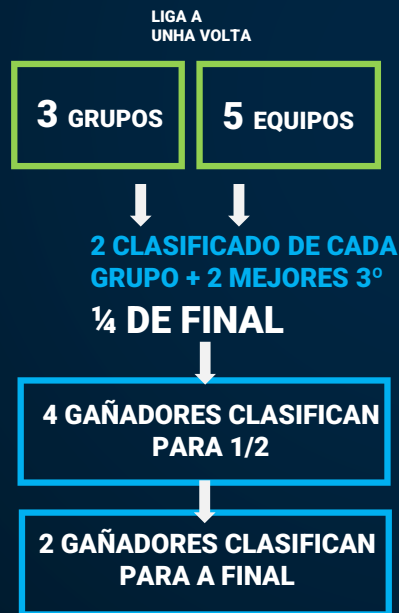 LIGA A
UNHA VOLTA
3 GRUPOS
5 EQUIPOS
2 CLASIFICADO DE CADA
GRUPO + 2 MEJORES 3º
¼ DE FINAL
4 GAÑADORES CLASIFICAN
PARA 1/2
2 GAÑADORES CLASIFICAN
PARA A FINAL